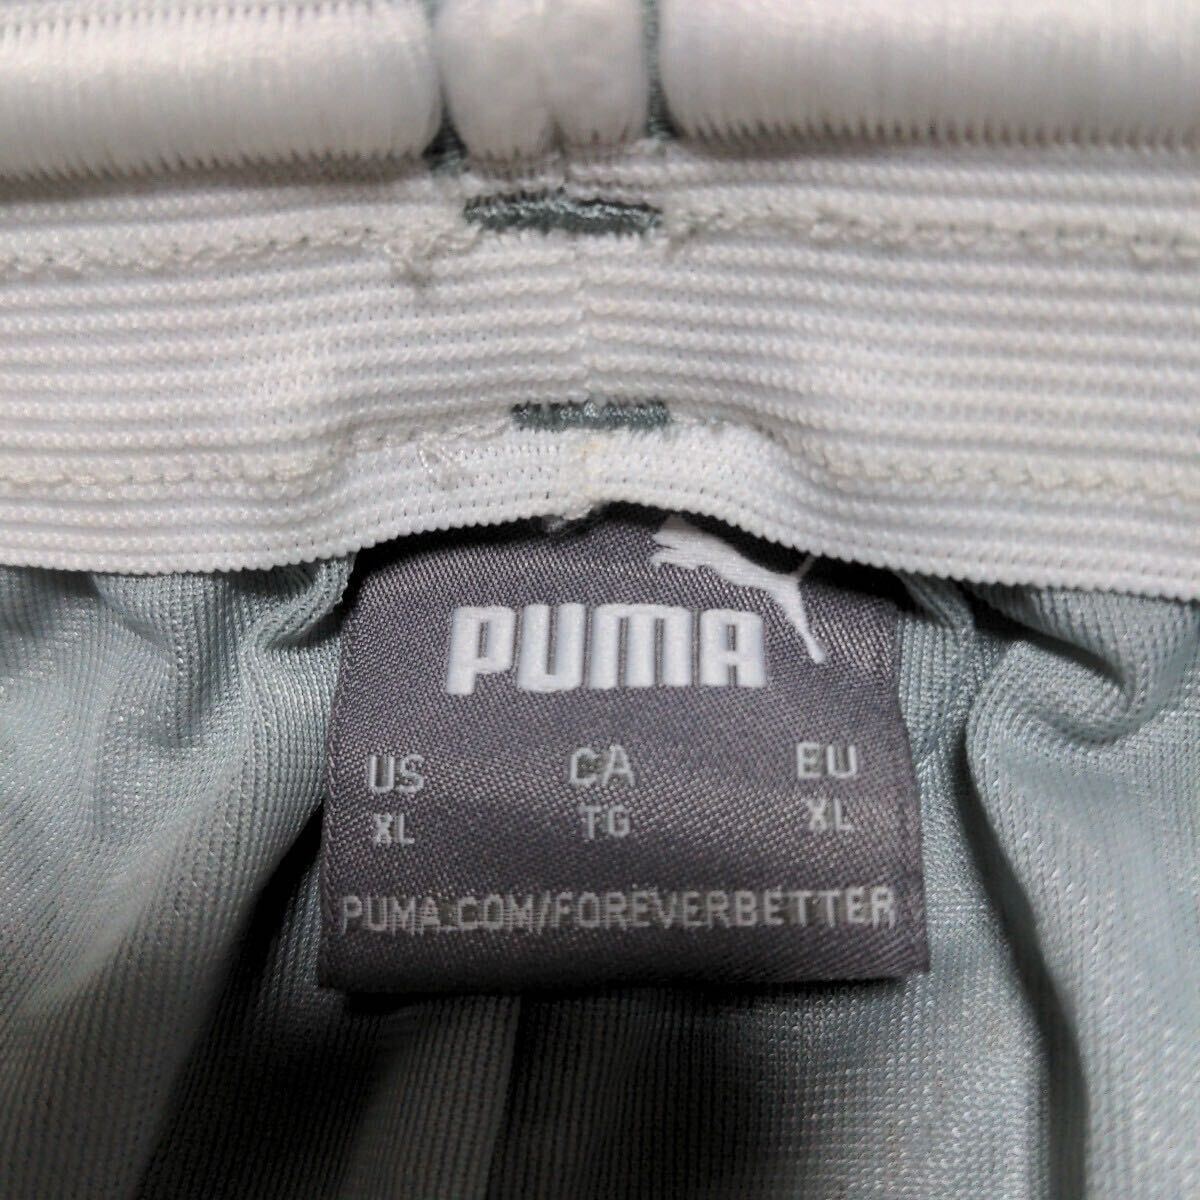 PUMA
US CA EU
XL TG XL
PUMA.COM/FOREVERBETTER